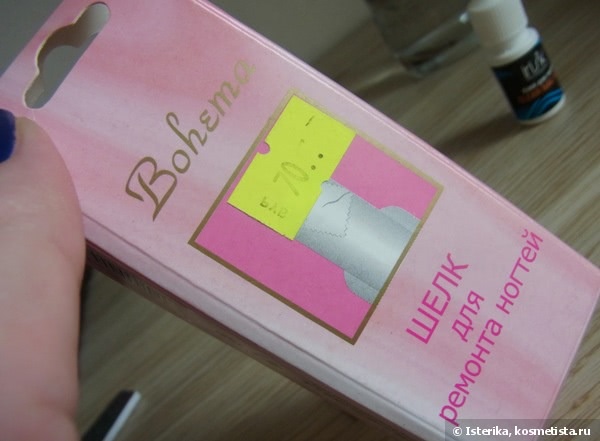 Bohema
70
ШЕЛК
для
ремонта ногтей
© Isterika, kosmetista.ru